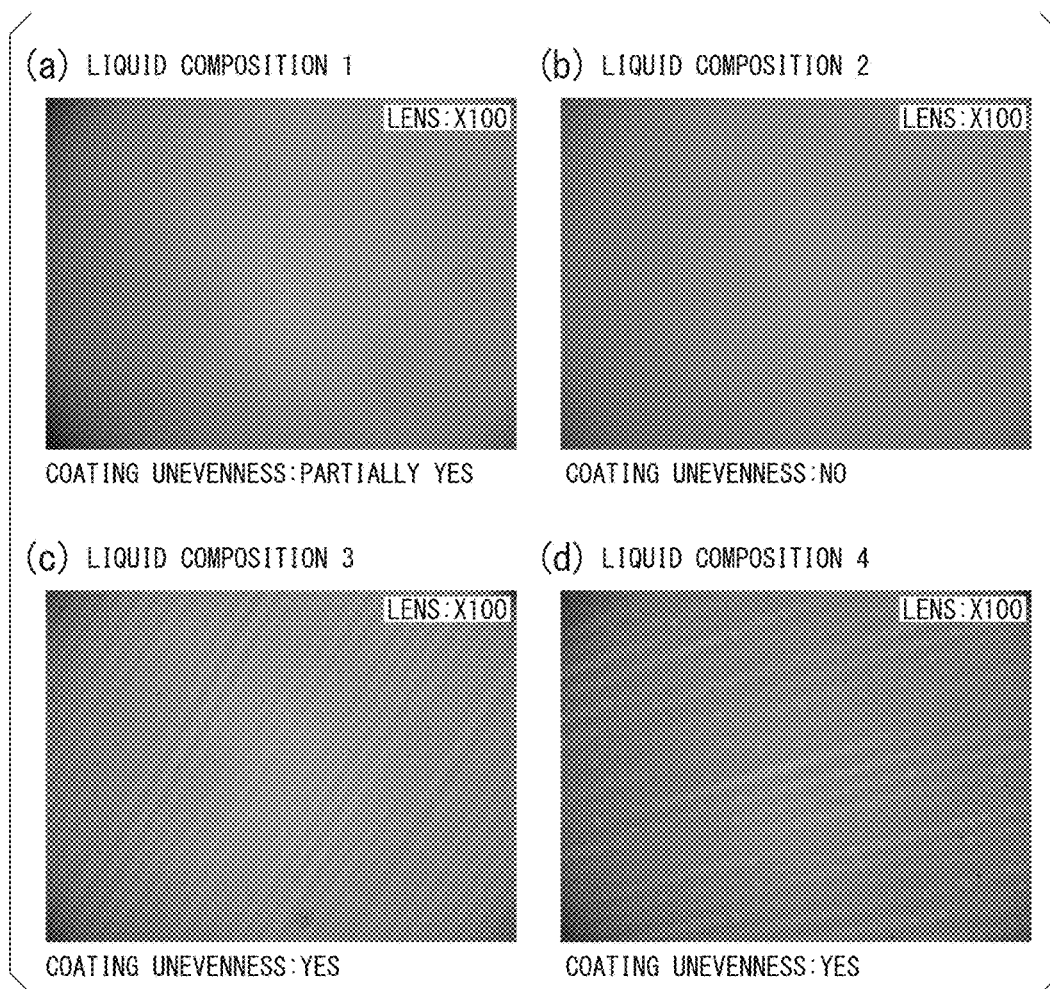 (a) LIQUID COMPOSITION 1
LENS:X100
COATING UNEVENNESS:PARTIALLY YES
(b) LIQUID COMPOSITION 2
LENS:X100
COATING UNEVENNESS:NO
(c) LIQUID COMPOSITION 3
LENS:X100
COATING UNEVENNESS:YES
(d) LIQUID COMPOSITION 4
LENS:X100
COATING UNEVENNESS:YES